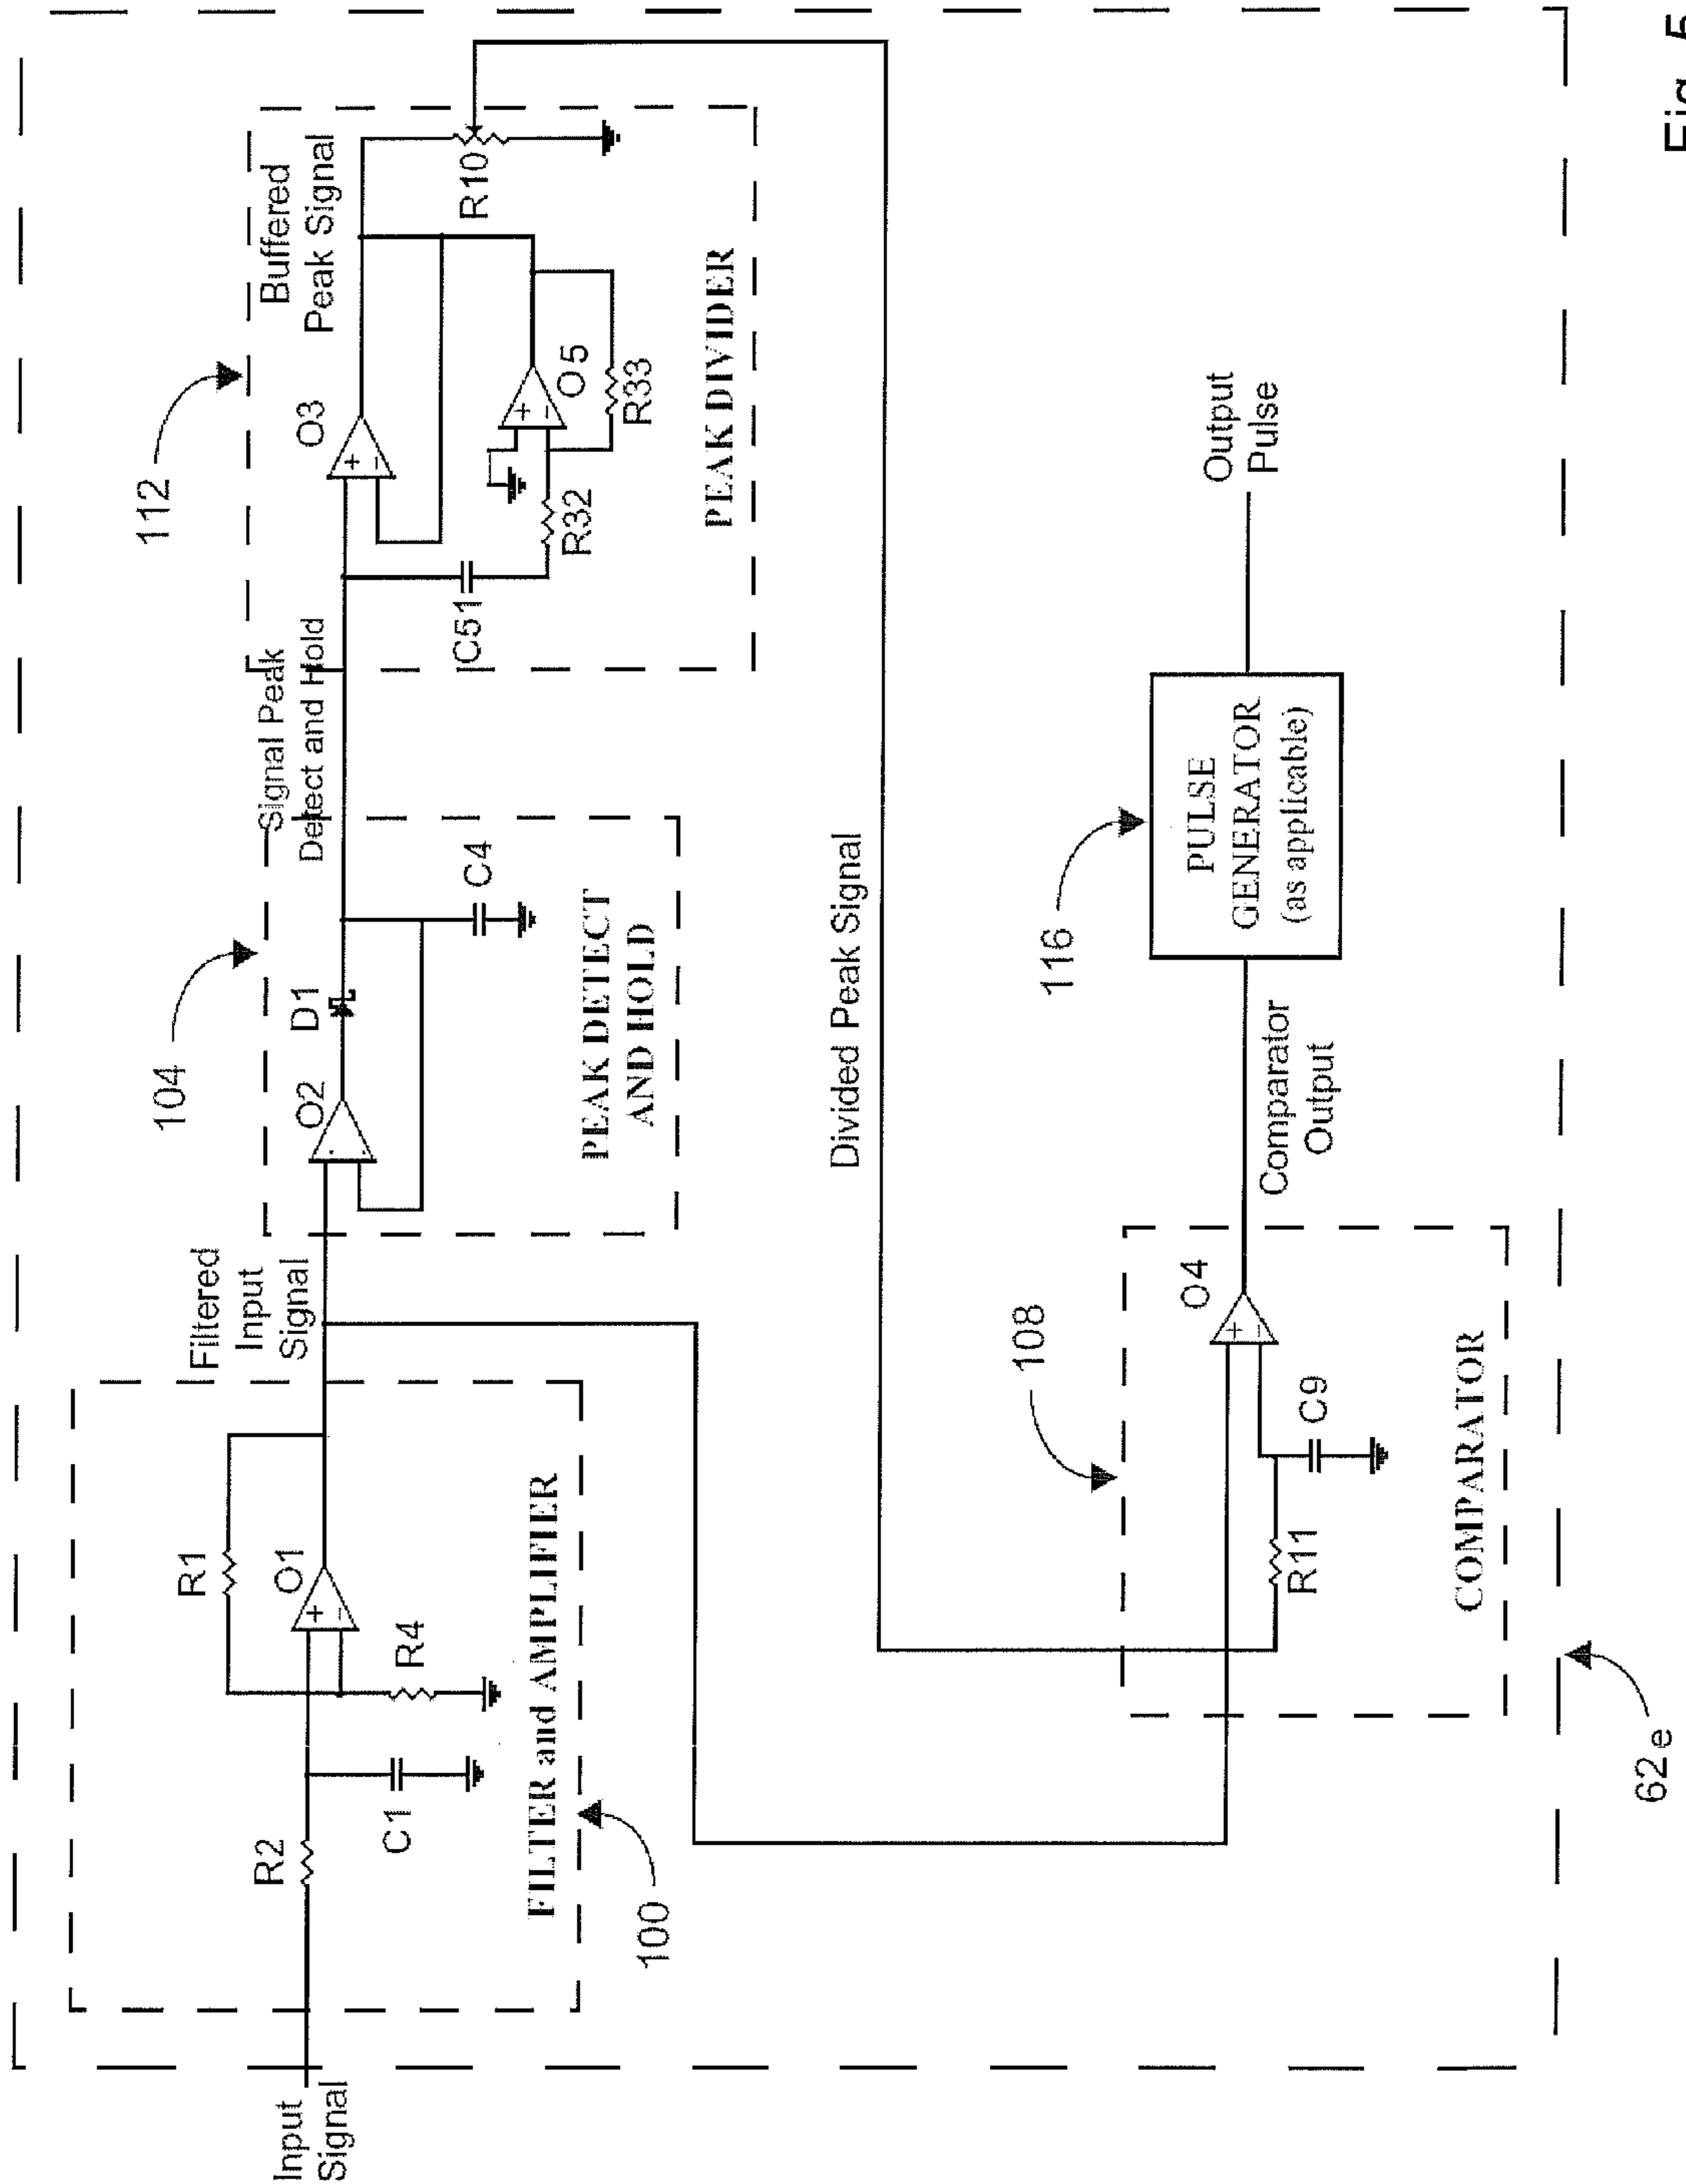 Input
Signal
R2
C1
R1
O1
R4
FILTER and AMPLIFIER
100
Filtered
Input
Signal
104
O2
D1
C4
PEAK DETECT
AND HOLD
Signal Peak
Detect and Hold
112
O3
Buffered
Peak Signal
R10
C51
R32
O5
R33
PEAK DIVIDER
Divided Peak Signal
108
O4
R11
C9
COMPARATOR
Comparator
Output
116
PULSE
GENERATOR
(as applicable)
Output
Pulse
62e
Fig. 5